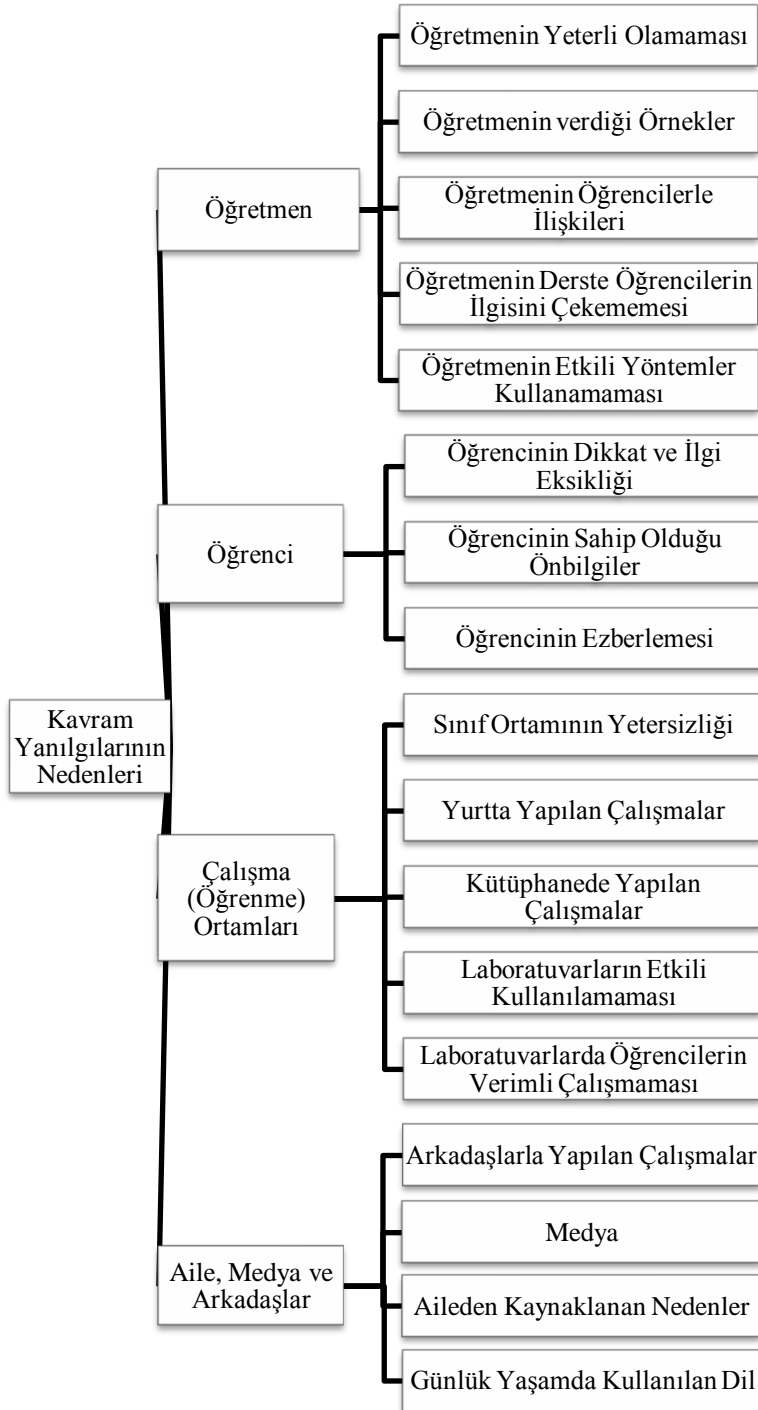 Öğretmenin Yeterli Olamaması
Öğretmenin verdiği Örnekler
Öğretmen
Öğretmenin Öğrencilerle
İlişkileri
Öğretmenin Derste Öğrencilerin
İlgisini Çekememesi
Öğretmenin Etkili Yöntemler
Kullanamaması
Öğrencinin Dikkat ve İlgi
Eksikliği
Öğrenci
Öğrencinin Sahip Olduğu
Önbilgiler
Öğrencinin Ezberlemesi
Kavram
Yanılgılarının
Nedenleri
Sınıf Ortamının Yetersizliği
Yurtta Yapılan Çalışmalar
Çalışma
(Öğrenme)
Ortamları
Kütüphanede Yapılan
Çalışmalar
Laboratuvarların Etkili
Kullanılamaması
Laboratuvarlarda Öğrencilerin
Verimli Çalışmaması
Arkadaşlarla Yapılan Çalışmalar
Medya
Aile, Medya ve
Arkadaşlar
Aileden Kaynaklanan Nedenler
Günlük Yaşamda Kullanılan Dil